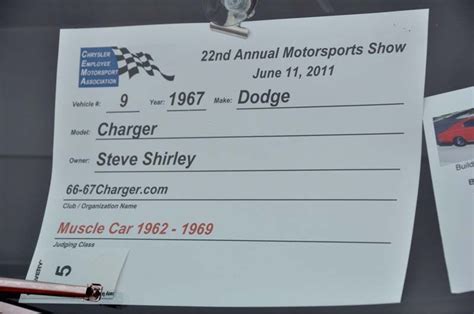 CHRYSLER
EMPLOYEE
MOTORSPORT
ASSOCIATION
22nd Annual Motorsports Show
June 11, 2011
Vehicle #: 9 Year: 1967 Make: Dodge
Model: Charger
Owner: Steve Shirley
66-67Charger.com
Club / Organization Name
Muscle Car 1962 - 1969
Judging Class
5
Build